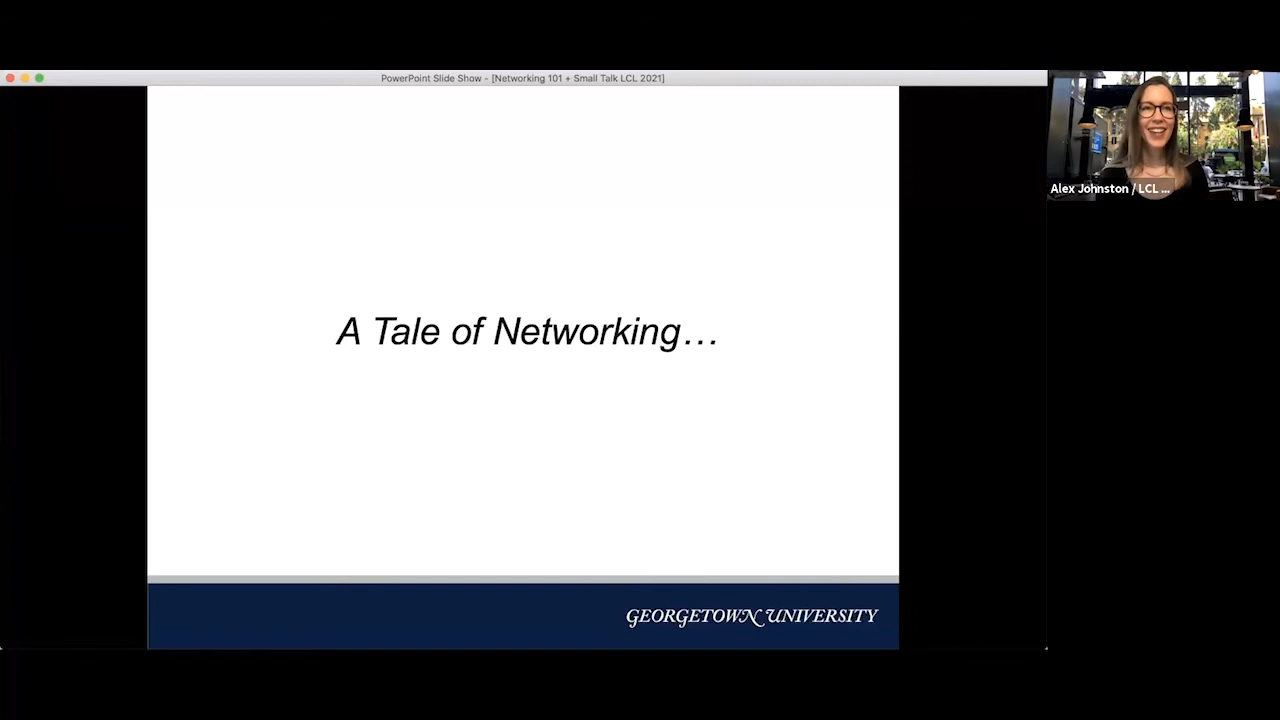 PowerPoint Slide Show - [Networking 101 + Small Talk LCL 2021]
Alex Johnston / LCL ...
A Tale of Networking…
GEORGETOWN UNIVERSITY